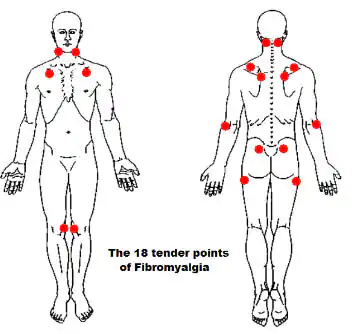 The 18 tender points
of Fibromyalgia